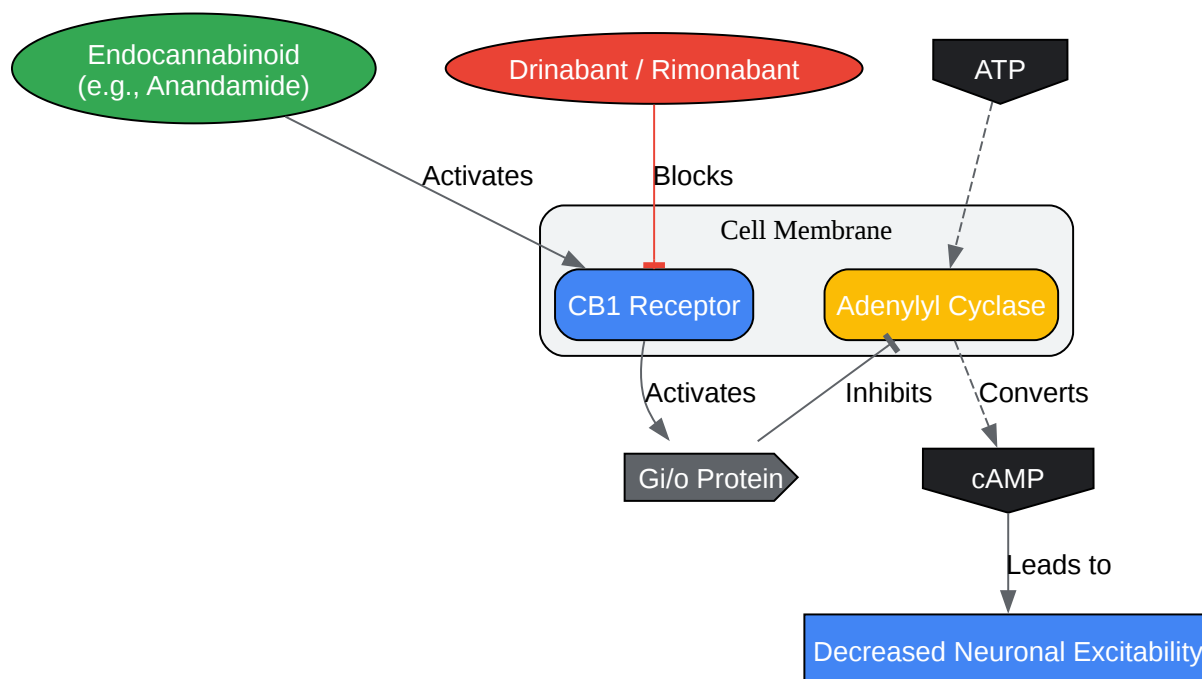 Endocannabinoid
(e.g., Anandamide)
Drinabant / Rimonabant
ATP
Activates
Blocks
Cell Membrane
CB1 Receptor
Adenylyl Cyclase
Activates
Inhibits
Converts
Gi/o Protein
cAMP
Leads to
Decreased Neuronal Excitability